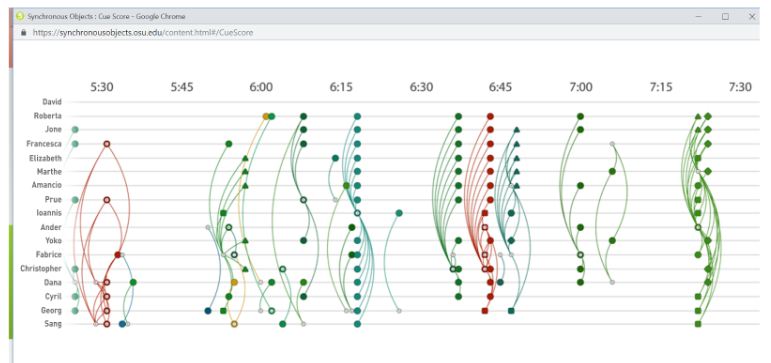 Synchronous Objects : Cue Score - Google Chrome
https://synchronousobjects.osu.edu/content.html#/CueScore
5:30 5:45 6:00 6:15 6:30 6:45 7:00 7:15 7:30
David
Roberta
Jone
Francesca
Elizabeth
Marthe
Amancio
Prue
Ioannis
Ander
Yoko
Fabrice
Christopher
Dana
Cyril
Georg
Sang